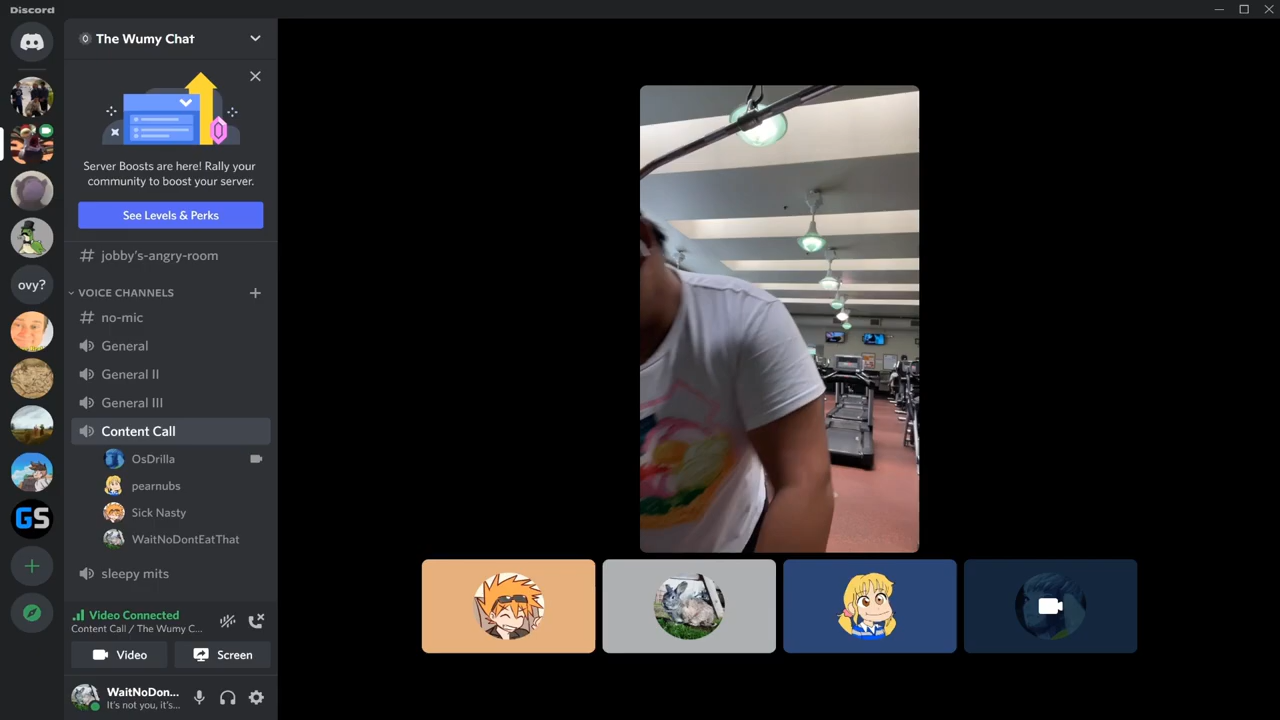 Discord
The Wumy Chat
Server Boosts are here! Rally your
community to boost your server.
See Levels & Perks
jobby's-angry-room
VOICE CHANNELS
no-mic
General
General II
General III
Content Call
OsDrilla
pearnubs
Sick Nasty
WaitNoDontEatThat
sleepy mits
ovy?
GS
Video Connected
Content Call / The Wumy C...
Video
Screen
WaitNoDon...
It's not you, it's...